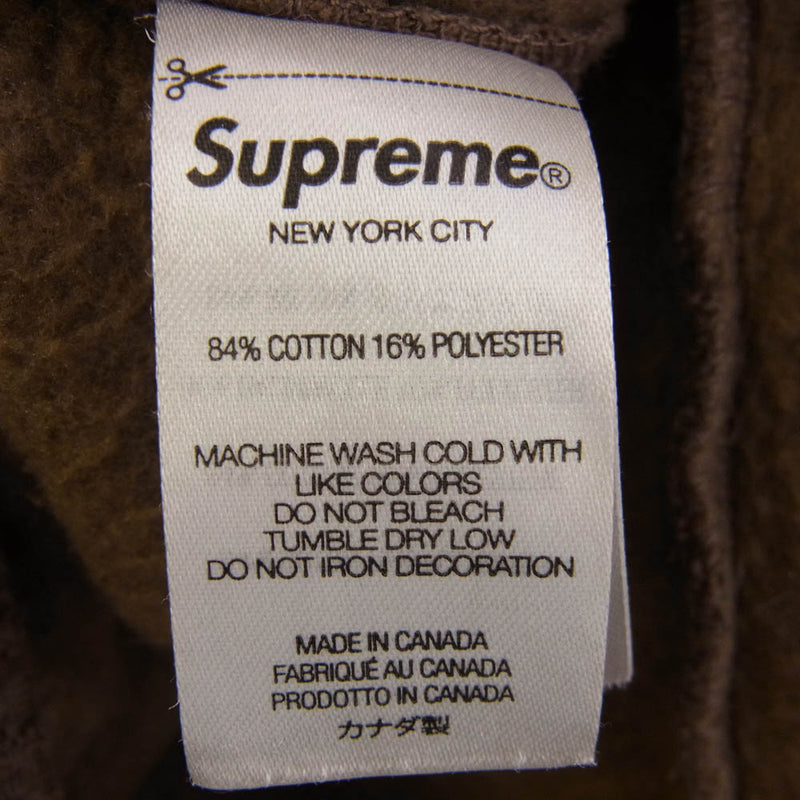 Supreme®
NEW YORK CITY
84% COTTON 16% POLYESTER
MACHINE WASH COLD WITH
LIKE COLORS
DO NOT BLEACH
TUMBLE DRY LOW
DO NOT IRON DECORATION
MADE IN CANADA
FABRIQUÉ AU CANADA
PRODOTTO IN CANADA
カナダ製